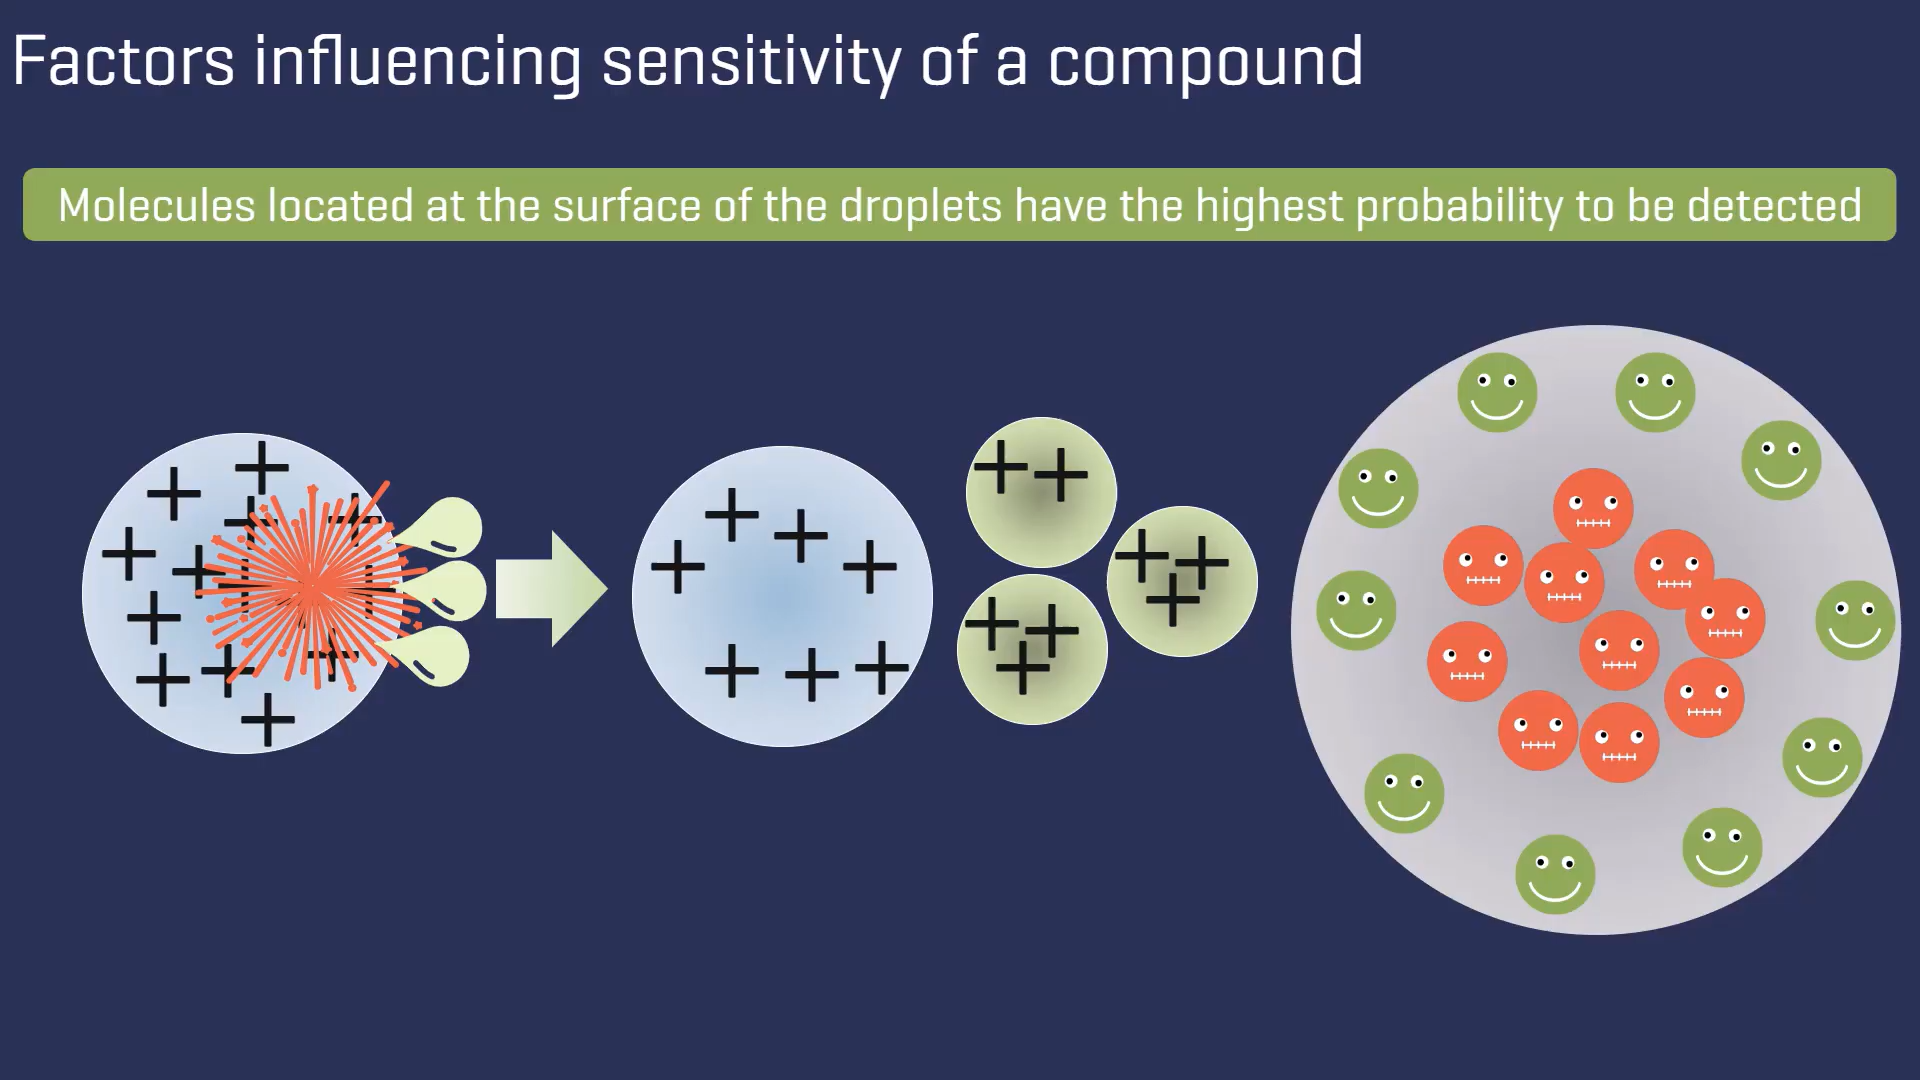 Factors influencing sensitivity of a compound
Molecules located at the surface of the droplets have the highest probability to be detected